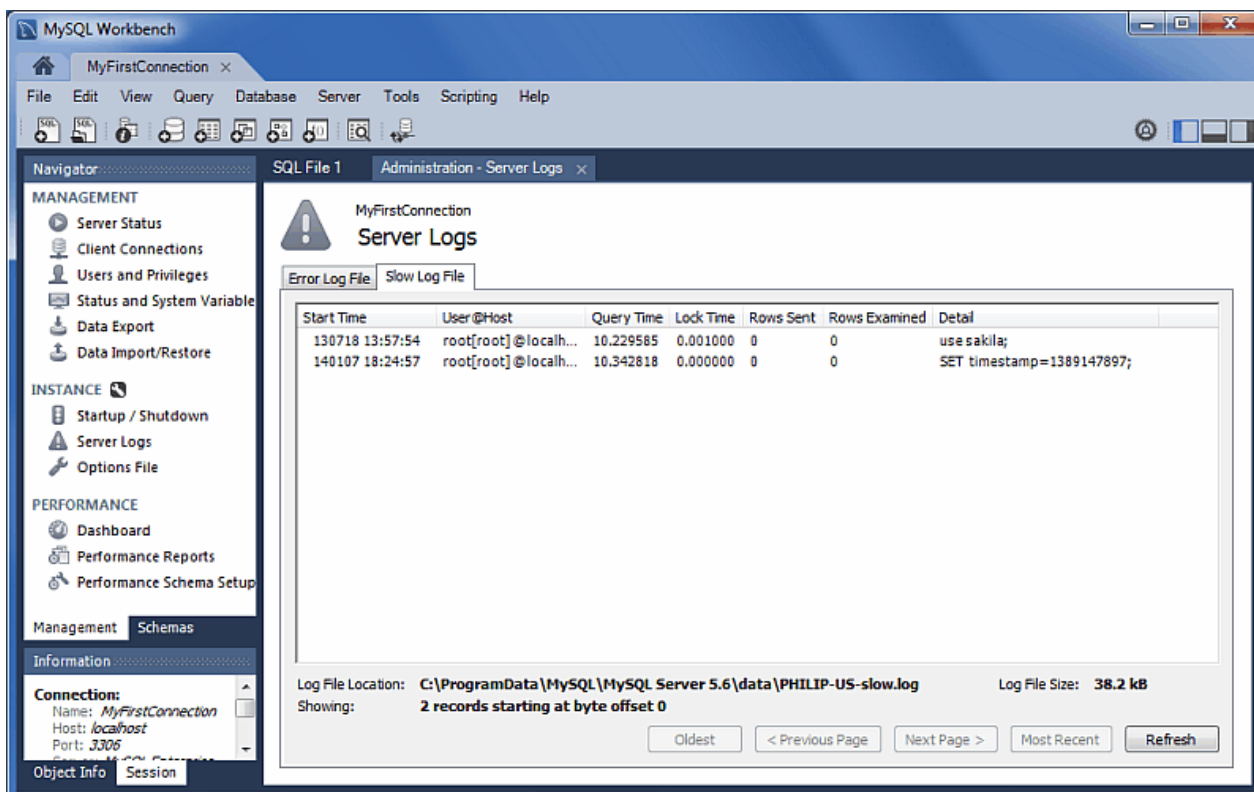 MySQL Workbench
MyFirstConnection
File Edit View Query Database Server Tools Scripting Help
Navigator
MANAGEMENT
Server Status
Client Connections
Users and Privileges
Status and System Variable
Data Export
Data Import/Restore
INSTANCE
Startup / Shutdown
Server Logs
Options File
PERFORMANCE
Dashboard
Performance Reports
Performance Schema Setup
Management Schemas
Information
Connection:
Name: MyFirstConnection
Host: localhost
Port: 3306
Object Info Session
SQL File 1 Administration - Server Logs
MyFirstConnection
Server Logs
Error Log File Slow Log File
Start Time User@Host Query Time Lock Time Rows Sent Rows Examined Detail
130718 13:57:54 root[root] @localh... 10.229585 0.001000 0 0 use sakila;
140107 18:24:57 root[root] @localh... 10.342818 0.000000 0 0 SET timestamp=1389147897;
Log File Location: C:\ProgramData\MySQL\MySQL Server 5.6\data\PHILIP-US-slow.log Log File Size: 38.2 kB
Showing: 2 records starting at byte offset 0
Oldest < Previous Page Next Page > Most Recent Refresh